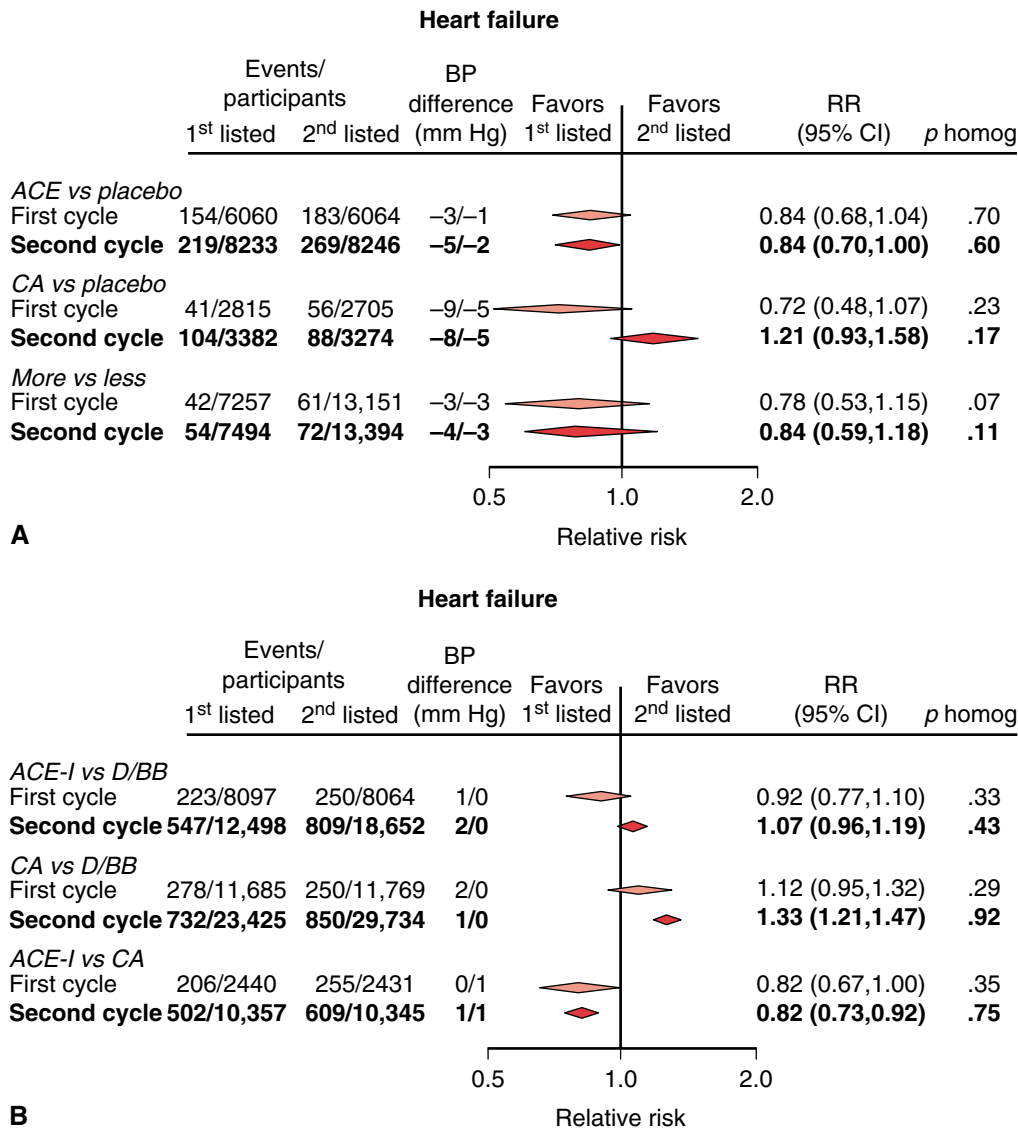 Heart failure
Events/ participants BP difference (mm Hg) Favors 1st listed Favors 2nd listed RR (95% CI) p homog
1st listed 2nd listed
ACE vs placebo
First cycle 154/6060 183/6064 –3/–1 0.84 (0.68,1.04) .70
Second cycle 219/8233 269/8246 –5/–2 0.84 (0.70,1.00) .60
CA vs placebo
First cycle 41/2815 56/2705 –9/–5 0.72 (0.48,1.07) .23
Second cycle 104/3382 88/3274 –8/–5 1.21 (0.93,1.58) .17
More vs less
First cycle 42/7257 61/13,151 –3/–3 0.78 (0.53,1.15) .07
Second cycle 54/7494 72/13,394 –4/–3 0.84 (0.59,1.18) .11
0.5 1.0 2.0
Relative risk
A
Heart failure
Events/ participants BP difference (mm Hg) Favors 1st listed Favors 2nd listed RR (95% CI) p homog
1st listed 2nd listed
ACE-I vs D/BB
First cycle 223/8097 250/8064 1/0 0.92 (0.77,1.10) .33
Second cycle 547/12,498 809/18,652 2/0 1.07 (0.96,1.19) .43
CA vs D/BB
First cycle 278/11,685 250/11,769 2/0 1.12 (0.95,1.32) .29
Second cycle 732/23,425 850/29,734 1/0 1.33 (1.21,1.47) .92
ACE-I vs CA
First cycle 206/2440 255/2431 0/1 0.82 (0.67,1.00) .35
Second cycle 502/10,357 609/10,345 1/1 0.82 (0.73,0.92) .75
0.5 1.0 2.0
Relative risk
B